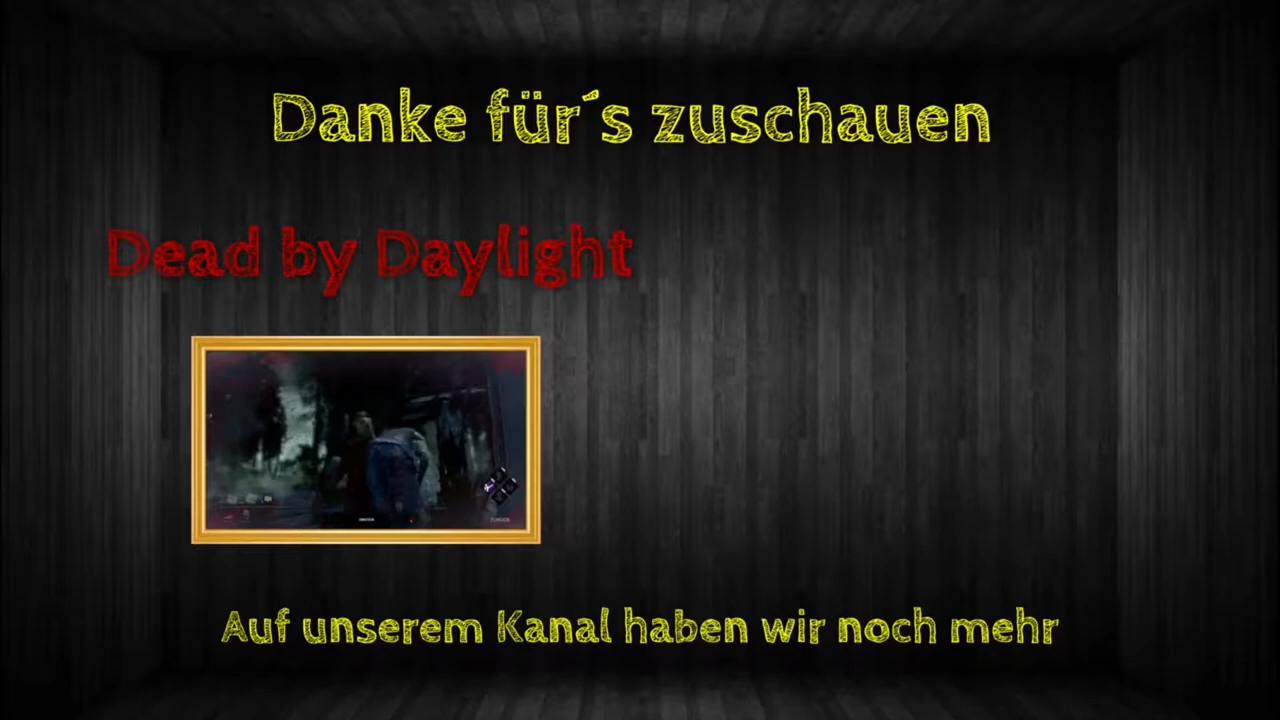 Danke für´s zuschauen
Dead by Daylight
Auf unserem Kanal haben wir noch mehr